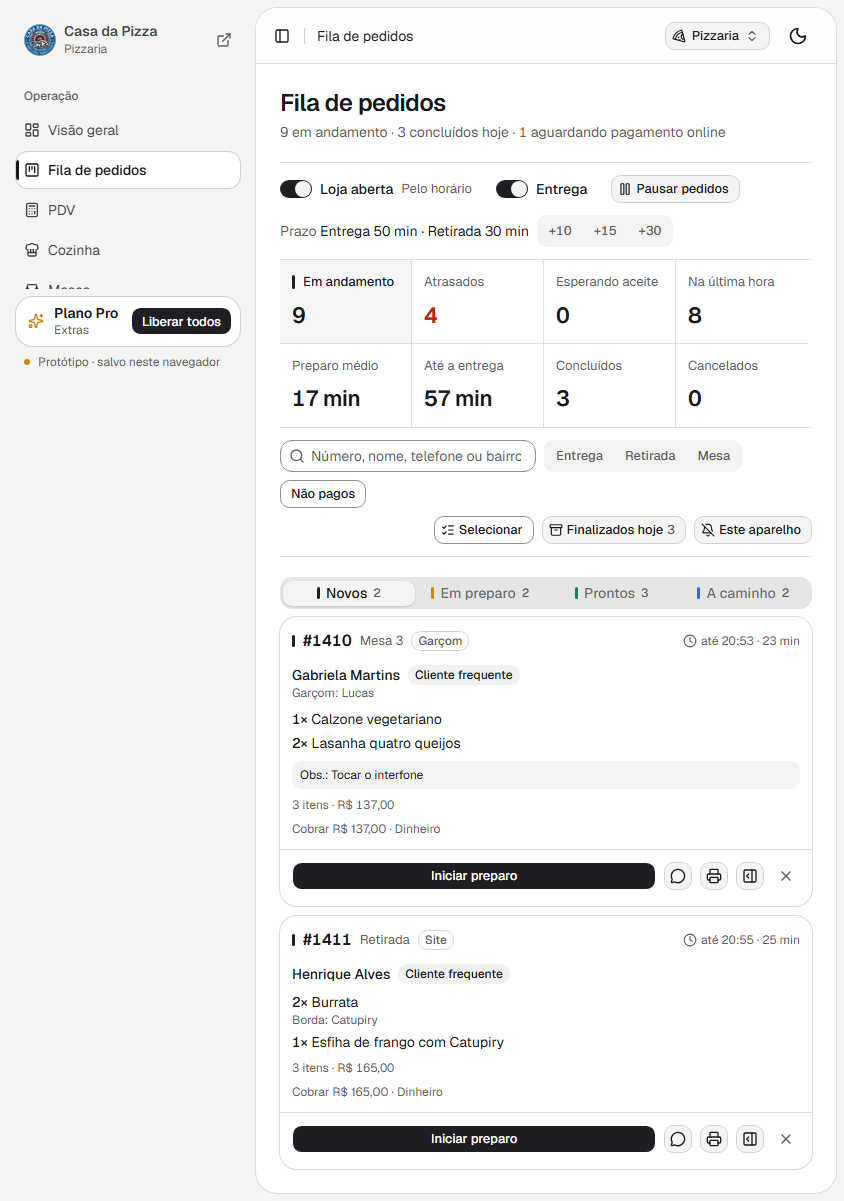 Casa da Pizza
Pizzaria
Operação
Visão geral
Fila de pedidos
PDV
Cozinha
Plano Pro
Extras
Liberar todos
Protótipo · salvo neste navegador
Fila de pedidos
Pizzaria
Fila de pedidos
9 em andamento · 3 concluídos hoje · 1 aguardando pagamento online
Loja aberta Pelo horário Entrega Pausar pedidos
Prazo Entrega 50 min · Retirada 30 min +10 +15 +30
Em andamento Atrasados Esperando aceite Na última hora
9 4 0 8
Preparo médio Até a entrega Concluídos Cancelados
17 min 57 min 3 0
Número, nome, telefone ou bairro Entrega Retirada Mesa
Não pagos
Selecionar Finalizados hoje 3 Este aparelho
Novos 2 Em preparo 2 Prontos 3 A caminho 2
#1410 Mesa 3 Garçom até 20:53 · 23 min
Gabriela Martins Cliente frequente
Garçom: Lucas
1× Calzone vegetariano
2× Lasanha quatro queijos
Obs.: Tocar o interfone
3 itens · R$ 137,00
Cobrar R$ 137,00 · Dinheiro
Iniciar preparo
#1411 Retirada Site até 20:55 · 25 min
Henrique Alves Cliente frequente
2× Burrata
Borda: Catupiry
1× Esfiha de frango com Catupiry
3 itens · R$ 165,00
Cobrar R$ 165,00 · Dinheiro
Iniciar preparo